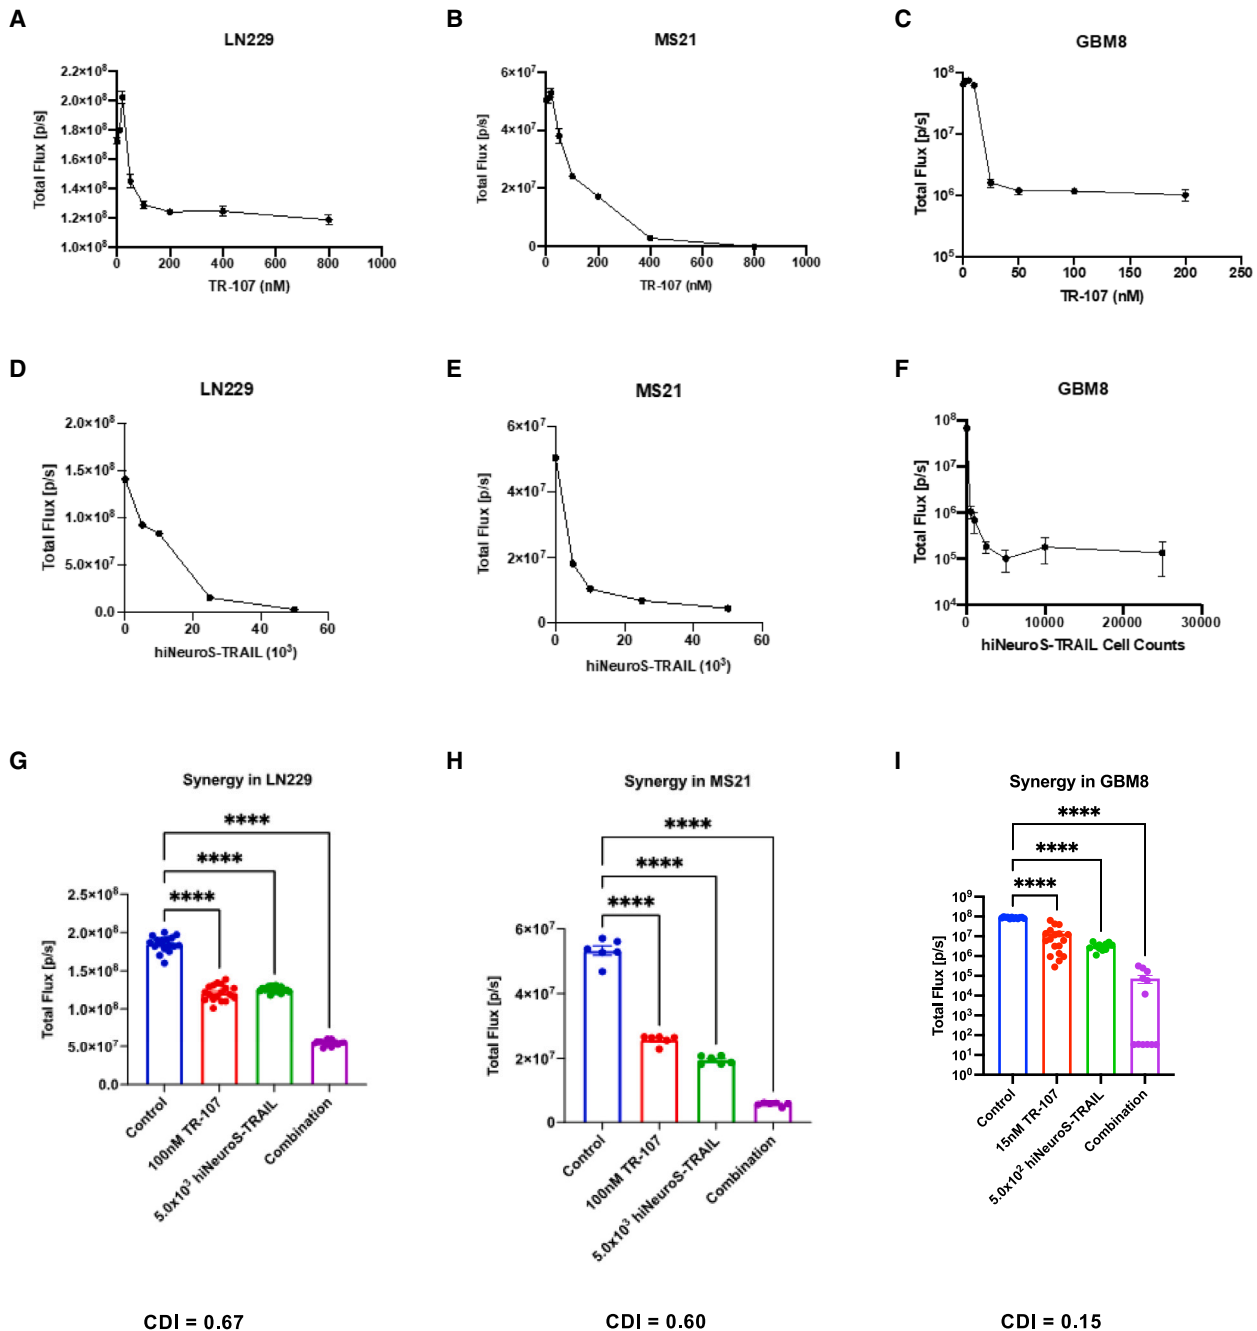 A
LN229
Total Flux [p/s]
2.2×10⁸
2.0×10⁸
1.8×10⁸
1.6×10⁸
1.4×10⁸
1.2×10⁸
1.0×10⁸
0 200 400 600 800 1000
TR-107 (nM)
B
MS21
Total Flux [p/s]
6×10⁷
4×10⁷
2×10⁷
0
0 200 400 600 800 1000
TR-107 (nM)
C
GBM8
Total Flux [p/s]
10⁸
10⁷
10⁶
10⁵
0 50 100 150 200 250
TR-107 (nM)
D
LN229
Total Flux [p/s]
2.0×10⁸
1.5×10⁸
1.0×10⁸
5.0×10⁷
0.0
0 20 40 60
hiNeuroS-TRAIL (10³)
E
MS21
Total Flux [p/s]
6×10⁷
4×10⁷
2×10⁷
0
0 20 40 60
hiNeuroS-TRAIL (10³)
F
GBM8
Total Flux [p/s]
10⁸
10⁷
10⁶
10⁵
10⁴
0 10000 20000 30000
hiNeuroS-TRAIL Cell Counts
G
Synergy in LN229
****
****
****
Total Flux [p/s]
2.5×10⁸
2.0×10⁸
1.5×10⁸
1.0×10⁸
5.0×10⁷
0.0
Control
100nM TR-107
5.0x10³ hiNeuroS-TRAIL
Combination
CDI = 0.67
H
Synergy in MS21
****
****
****
Total Flux [p/s]
6×10⁷
4×10⁷
2×10⁷
0
Control
100nM TR-107
5.0x10³ hiNeuroS-TRAIL
Combination
CDI = 0.60
I
Synergy in GBM8
****
****
****
Total Flux [p/s]
10⁹
10⁸
10⁷
10⁶
10⁵
10⁴
10³
10²
10¹
10⁰
Control
15nM TR-107
5.0x10² hiNeuroS-TRAIL
Combination
CDI = 0.15